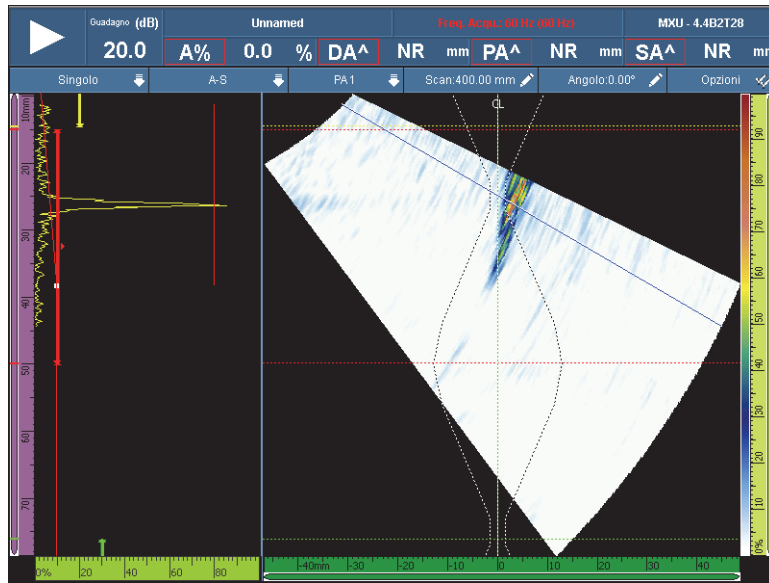 Guadagno (dB) Unnamed Freq. Acqu.: 60 Hz (60 Hz) MXU - 4.4B2T28
20.0 A% 0.0 % DA^ NR mm PA^ NR mm SA^ NR mm
Singolo A-S PA1 Scan:400.00 mm Angolo:0.00° Opzioni
CL
10mm
20
30
40
50
60
70
0% 20 40 60 80
-40mm -30 -20 -10 0 10 20 30 40
90
80
70
60
50
40
30
20
10
0%